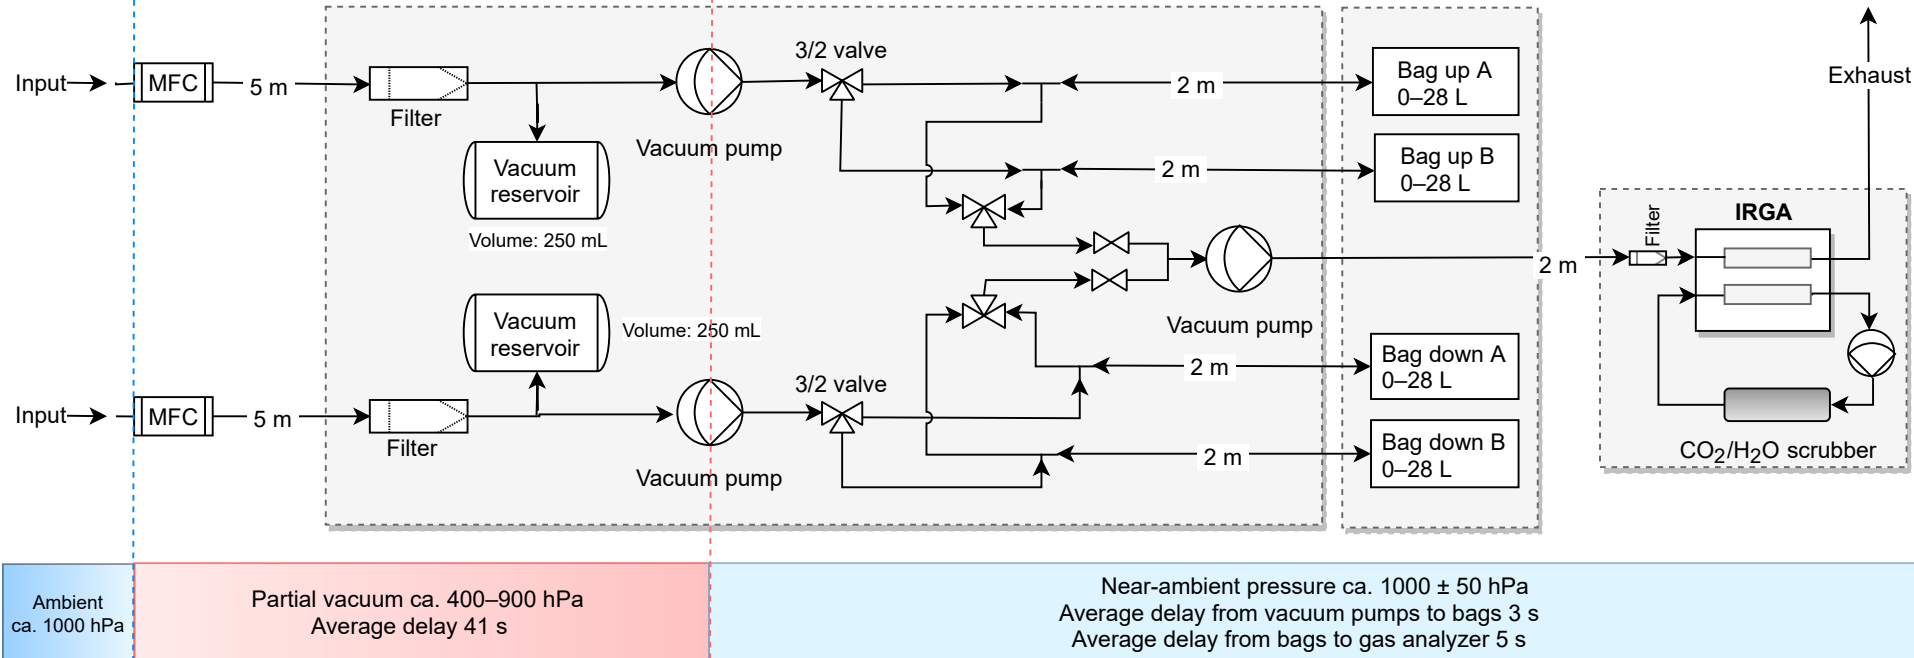 Input
MFC
5 m
Filter
Vacuum
reservoir
Volume: 250 mL
Vacuum pump
3/2 valve
2 m
Bag up A
0–28 L
2 m
Bag up B
0–28 L
Exhaust
Filter
IRGA
2 m
CO2/H2O scrubber
Vacuum pump
Vacuum
reservoir
Volume: 250 mL
Input
MFC
5 m
Filter
Vacuum pump
3/2 valve
2 m
Bag down A
0–28 L
2 m
Bag down B
0–28 L
Ambient
ca. 1000 hPa
Partial vacuum ca. 400–900 hPa
Average delay 41 s
Near-ambient pressure ca. 1000 ± 50 hPa
Average delay from vacuum pumps to bags 3 s
Average delay from bags to gas analyzer 5 s